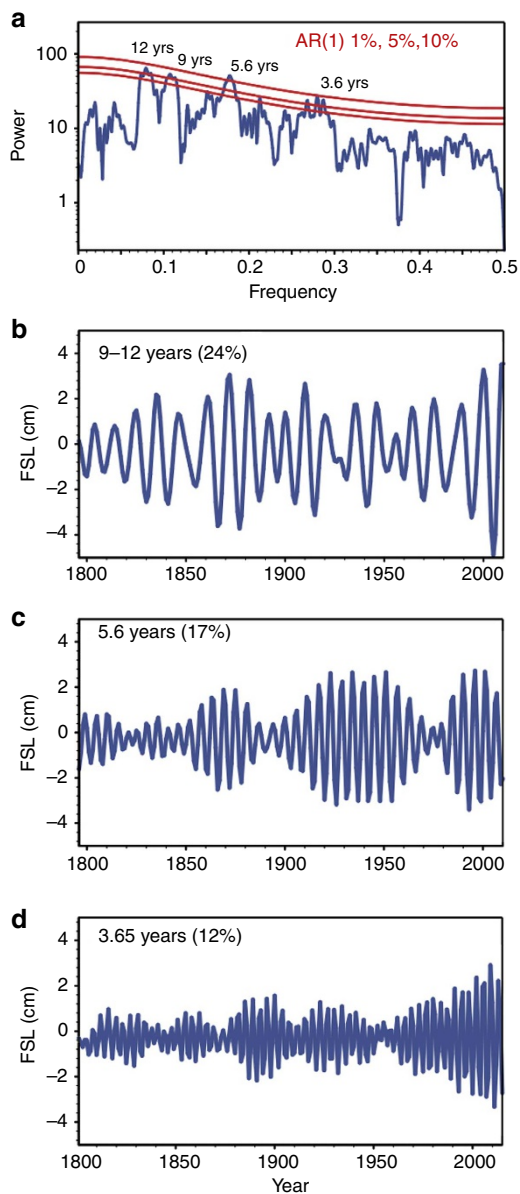 a
AR(1) 1%, 5%,10%
12 yrs
9 yrs
5.6 yrs
3.6 yrs
100
10
1
Power
0 0.1 0.2 0.3 0.4 0.5
Frequency
b
9–12 years (24%)
4
2
0
–2
–4
FSL (cm)
1800 1850 1900 1950 2000
c
5.6 years (17%)
4
2
0
–2
–4
FSL (cm)
1800 1850 1900 1950 2000
d
3.65 years (12%)
4
2
0
–2
–4
FSL (cm)
1800 1850 1900 1950 2000
Year